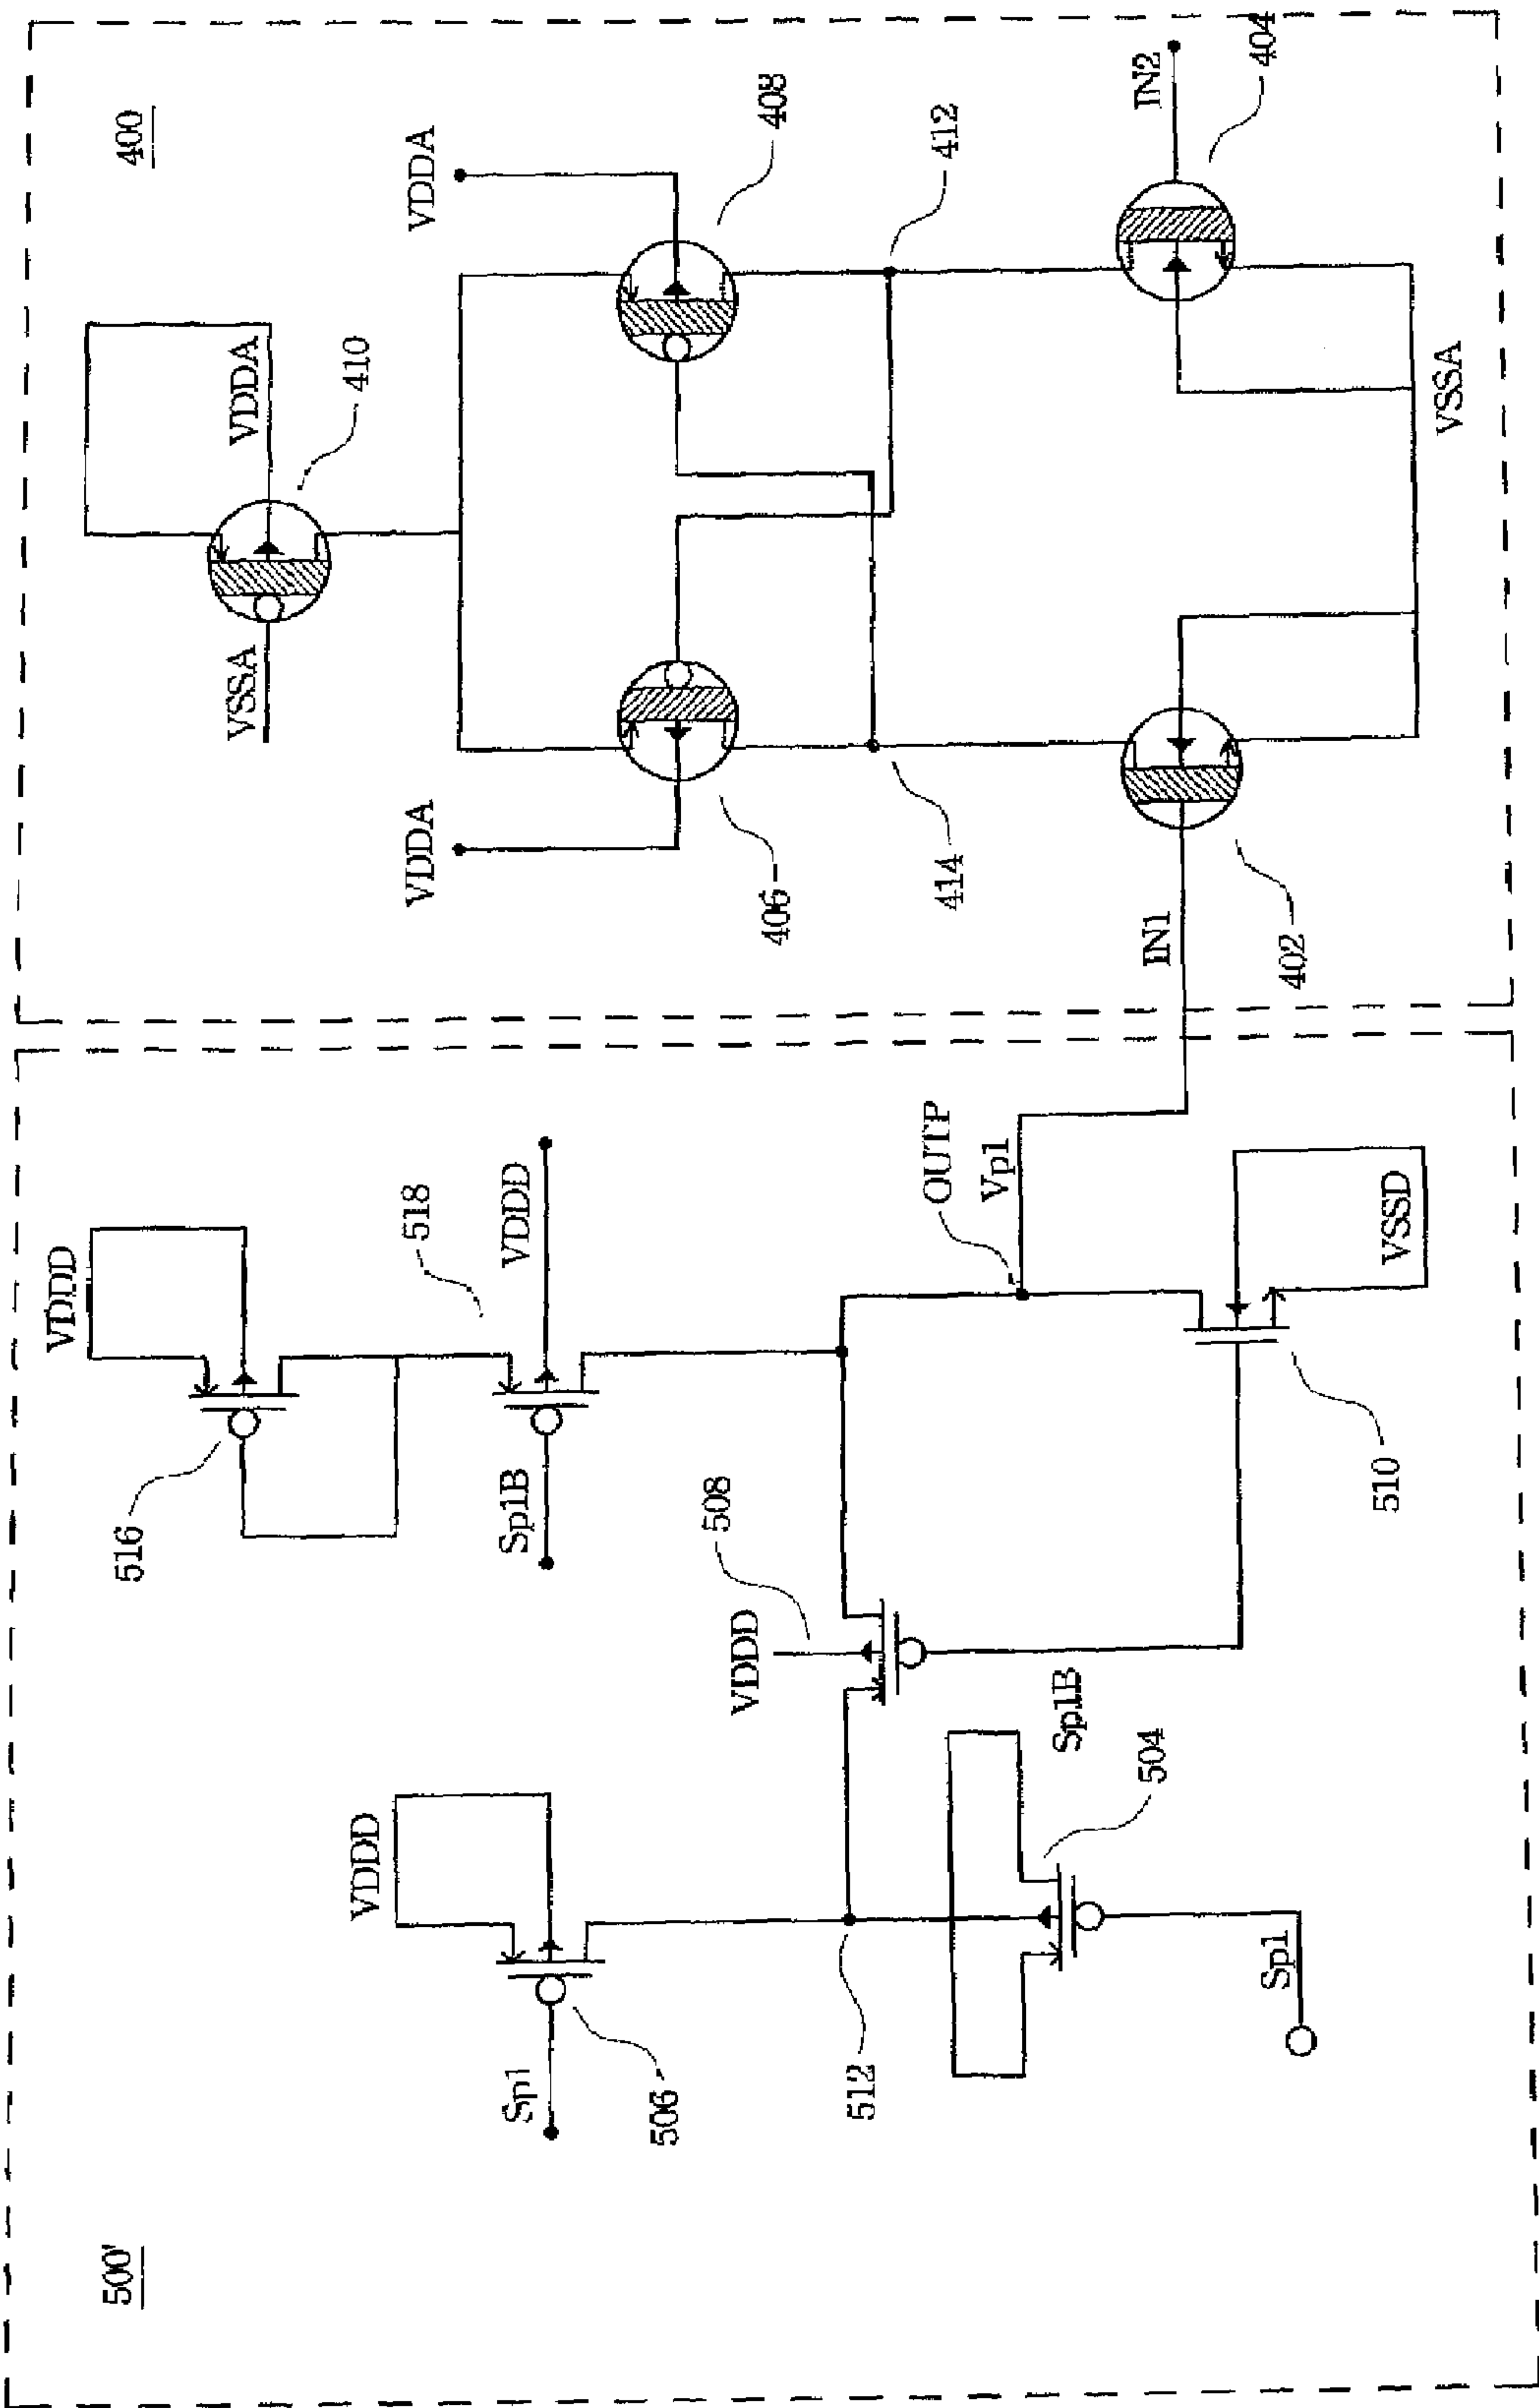 500'
Sp1
506
VDDD
512
Sp1
504
Sp1B
VDDD
508
516
VDDD
Sp1B
518
VDDD
OUTP
Vp1
510
VSSD
400
VSSA
VDDA
410
VDDA
406
VDDA
408
414
412
IN1
402
VSSA
IN2
404